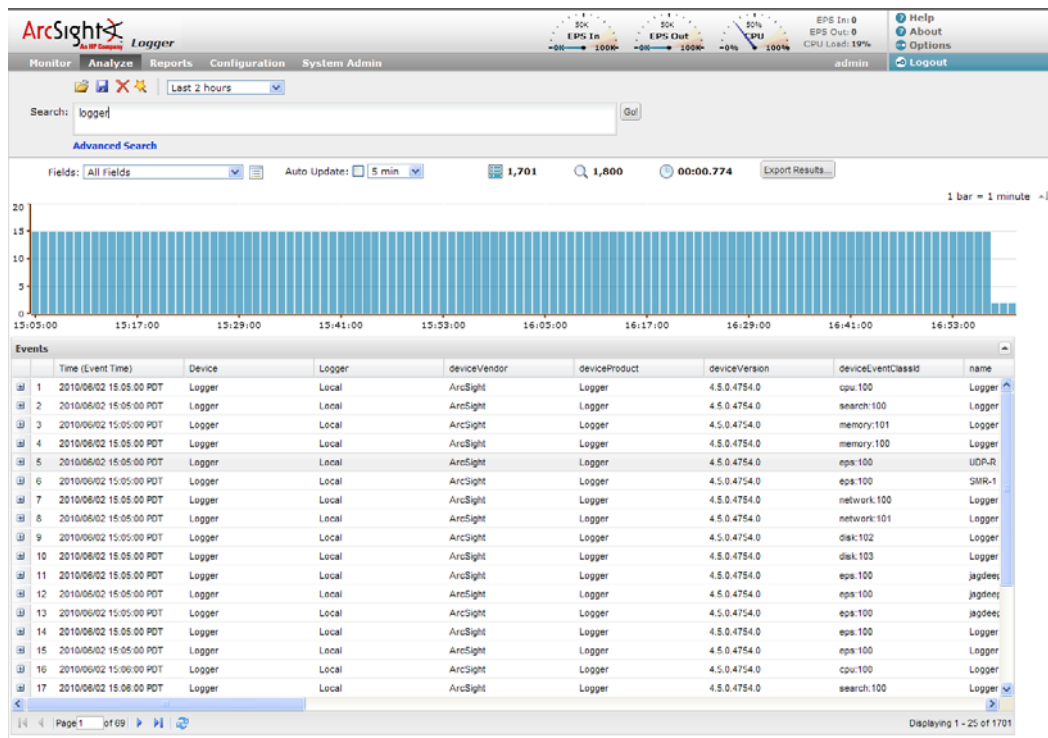 ArcSight
An HP Company Logger
50K
EPS In
0K 100K
50K
EPS Out
0K 100K
50%
CPU
0% 100%
EPS In: 0
EPS Out: 0
CPU Load: 19%
Help
About
Options
Monitor Analyze Reports Configuration System Admin admin Logout
Last 2 hours
Search: logger Go!
Advanced Search
Fields: All Fields Auto Update: 5 min 1,701 1,800 00:00.774 Export Results...
1 bar = 1 minute
20
15
10
5
0
15:05:00 15:17:00 15:29:00 15:41:00 15:53:00 16:05:00 16:17:00 16:29:00 16:41:00 16:53:00
Events
Time (Event Time) Device Logger deviceVendor deviceProduct deviceVersion deviceEventClassId name
1 2010/06/02 15:05:00 PDT Logger Local ArcSight Logger 4.5.0.4754.0 cpu:100 Logger
2 2010/06/02 15:05:00 PDT Logger Local ArcSight Logger 4.5.0.4754.0 search:100 Logger
3 2010/06/02 15:05:00 PDT Logger Local ArcSight Logger 4.5.0.4754.0 memory:101 Logger
4 2010/06/02 15:05:00 PDT Logger Local ArcSight Logger 4.5.0.4754.0 memory:100 Logger
5 2010/06/02 15:05:00 PDT Logger Local ArcSight Logger 4.5.0.4754.0 eps:100 UDP-R
6 2010/06/02 15:05:00 PDT Logger Local ArcSight Logger 4.5.0.4754.0 eps:100 SMR-1
7 2010/06/02 15:05:00 PDT Logger Local ArcSight Logger 4.5.0.4754.0 network:100 Logger
8 2010/06/02 15:05:00 PDT Logger Local ArcSight Logger 4.5.0.4754.0 network:101 Logger
9 2010/06/02 15:05:00 PDT Logger Local ArcSight Logger 4.5.0.4754.0 disk:102 Logger
10 2010/06/02 15:05:00 PDT Logger Local ArcSight Logger 4.5.0.4754.0 disk:103 Logger
11 2010/06/02 15:05:00 PDT Logger Local ArcSight Logger 4.5.0.4754.0 eps:100 jagdeep
12 2010/06/02 15:05:00 PDT Logger Local ArcSight Logger 4.5.0.4754.0 eps:100 jagdeep
13 2010/06/02 15:05:00 PDT Logger Local ArcSight Logger 4.5.0.4754.0 eps:100 jagdeep
14 2010/06/02 15:05:00 PDT Logger Local ArcSight Logger 4.5.0.4754.0 eps:100 Logger
15 2010/06/02 15:05:00 PDT Logger Local ArcSight Logger 4.5.0.4754.0 eps:100 Logger
16 2010/06/02 15:06:00 PDT Logger Local ArcSight Logger 4.5.0.4754.0 cpu:100 Logger
17 2010/06/02 15:06:00 PDT Logger Local ArcSight Logger 4.5.0.4754.0 search:100 Logger
Page 1 of 69 Displaying 1 - 25 of 1701